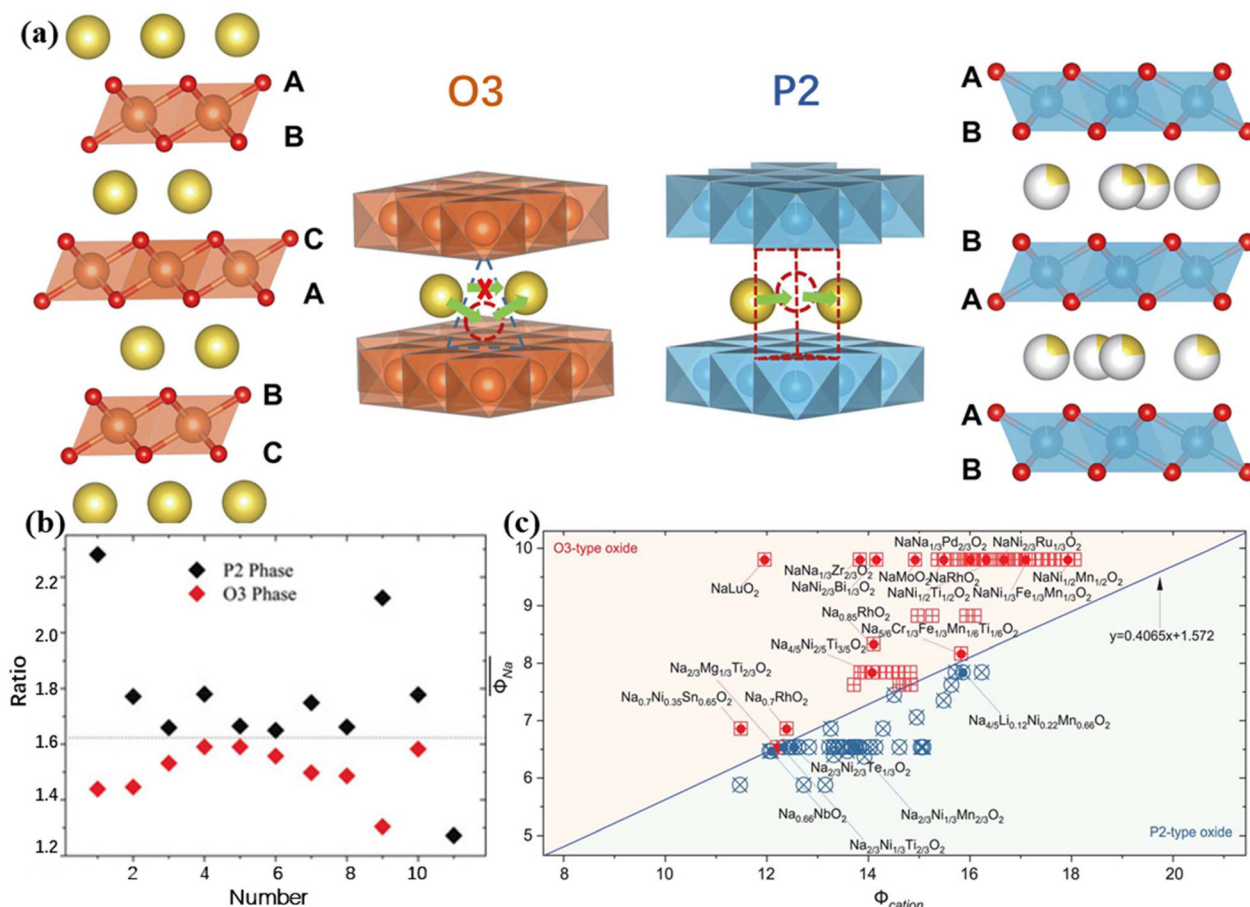 (a)
O3
P2
A
B
C
A
B
C
A
B
B
A
A
B
(b)
Ratio
2.2
2.0
1.8
1.6
1.4
1.2
P2 Phase
O3 Phase
2
4
6
8
10
Number
(c)
Φ̅Na
10
9
8
7
6
5
O3-type oxide
NaNa1/3Pd2/3O2
NaNi2/3Ru1/3O2
NaLuO2
NaNa1/3Zr2/3O2
NaNi2/3Bi1/3O2
NaMoO2
NaRhO2
NaNi1/2Mn1/2O2
NaNi1/2Ti1/2O2
NaNi1/3Fe1/3Mn1/3O2
Na0.85RhO2
Na5/6Cr1/3Fe1/3Mn1/6Ti1/6O2
y=0.4065x+1.572
Na4/5Ni2/5Ti3/5O2
Na2/3Mg1/3Ti2/3O2
Na0.7Ni0.35Sn0.65O2
Na0.7RhO2
Na4/5Li0.12Ni0.22Mn0.66O2
Na2/3Ni2/3Te1/3O2
Na0.66NbO2
Na2/3Ni1/3Mn2/3O2
Na2/3Ni1/3Ti2/3O2
P2-type oxide
8
10
12
14
16
18
20
Φcation